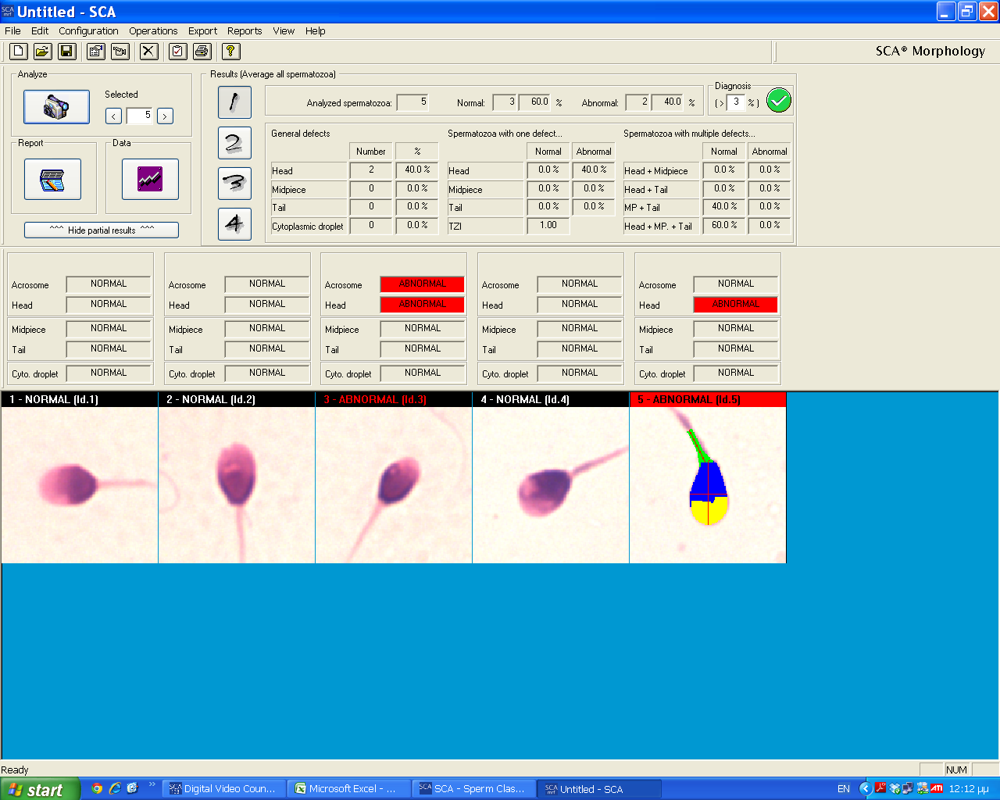 SCA mrf Untitled - SCA
File Edit Configuration Operations Export Reports View Help
SCA® Morphology
Analyze
Selected
< 5 >
Report
Data
^^^ Hide partial results ^^^
Results (Average all spermatozoa)
1
2
3
4
Analyzed spermatozoa: 5 Normal: 3 60.0 % Abnormal: 2 40.0 %
Diagnosis
( > 3 % )
General defects
Number %
Head 2 40.0 %
Midpiece 0 0.0 %
Tail 0 0.0 %
Cytoplasmic droplet 0 0.0 %
Spermatozoa with one defect...
Normal Abnormal
Head 0.0 % 40.0 %
Midpiece 0.0 % 0.0 %
Tail 0.0 % 0.0 %
TZI 1.00
Spermatozoa with multiple defects...
Normal Abnormal
Head + Midpiece 0.0 % 0.0 %
Head + Tail 0.0 % 0.0 %
MP + Tail 40.0 % 0.0 %
Head + MP. + Tail 60.0 % 0.0 %
Acrosome NORMAL
Head NORMAL
Midpiece NORMAL
Tail NORMAL
Cyto. droplet NORMAL
Acrosome NORMAL
Head NORMAL
Midpiece NORMAL
Tail NORMAL
Cyto. droplet NORMAL
Acrosome ABNORMAL
Head ABNORMAL
Midpiece NORMAL
Tail NORMAL
Cyto. droplet NORMAL
Acrosome NORMAL
Head NORMAL
Midpiece NORMAL
Tail NORMAL
Cyto. droplet NORMAL
Acrosome NORMAL
Head ABNORMAL
Midpiece NORMAL
Tail NORMAL
Cyto. droplet NORMAL
1 - NORMAL (Id.1) 2 - NORMAL (Id.2) 3 - ABNORMAL (Id.3) 4 - NORMAL (Id.4) 5 - ABNORMAL (Id.5)
Ready NUM
start Digital Video Coun... Microsoft Excel - ... SCA - Sperm Clas... Untitled - SCA EN ATI 12:12 μμ